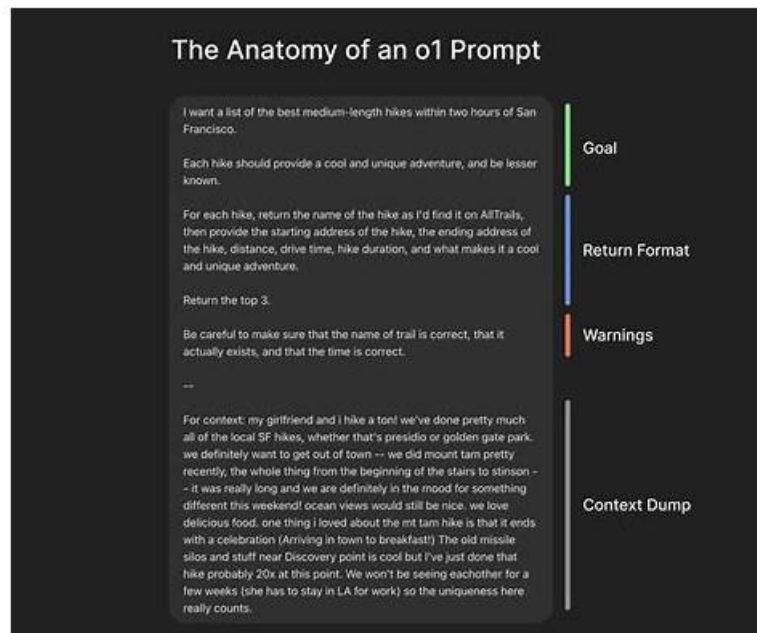 The Anatomy of an o1 Prompt
I want a list of the best medium-length hikes within two hours of San
Francisco.
Each hike should provide a cool and unique adventure, and be lesser
known.
Goal
For each hike, return the name of the hike as I'd find it on AllTrails,
then provide the starting address of the hike, the ending address of
the hike, distance, drive time, hike duration, and what makes it a cool
and unique adventure.
Return the top 3.
Return Format
Be careful to make sure that the name of trail is correct, that it
actually exists, and that the time is correct.
Warnings
--
For context: my girlfriend and i hike a ton! we've done pretty much
all of the local SF hikes, whether that's presidio or golden gate park.
we definitely want to get out of town -- we did mount tam pretty
recently, the whole thing from the beginning of the stairs to stinson -
- it was really long and we are definitely in the mood for something
different this weekend! ocean views would still be nice. we love
delicious food. one thing i loved about the mt tam hike is that it ends
with a celebration (Arriving in town to breakfast!) The old missile
silos and stuff near Discovery point is cool but I've just done that
hike probably 20x at this point. We won't be seeing eachother for a
few weeks (she has to stay in LA for work) so the uniqueness here
really counts.
Context Dump